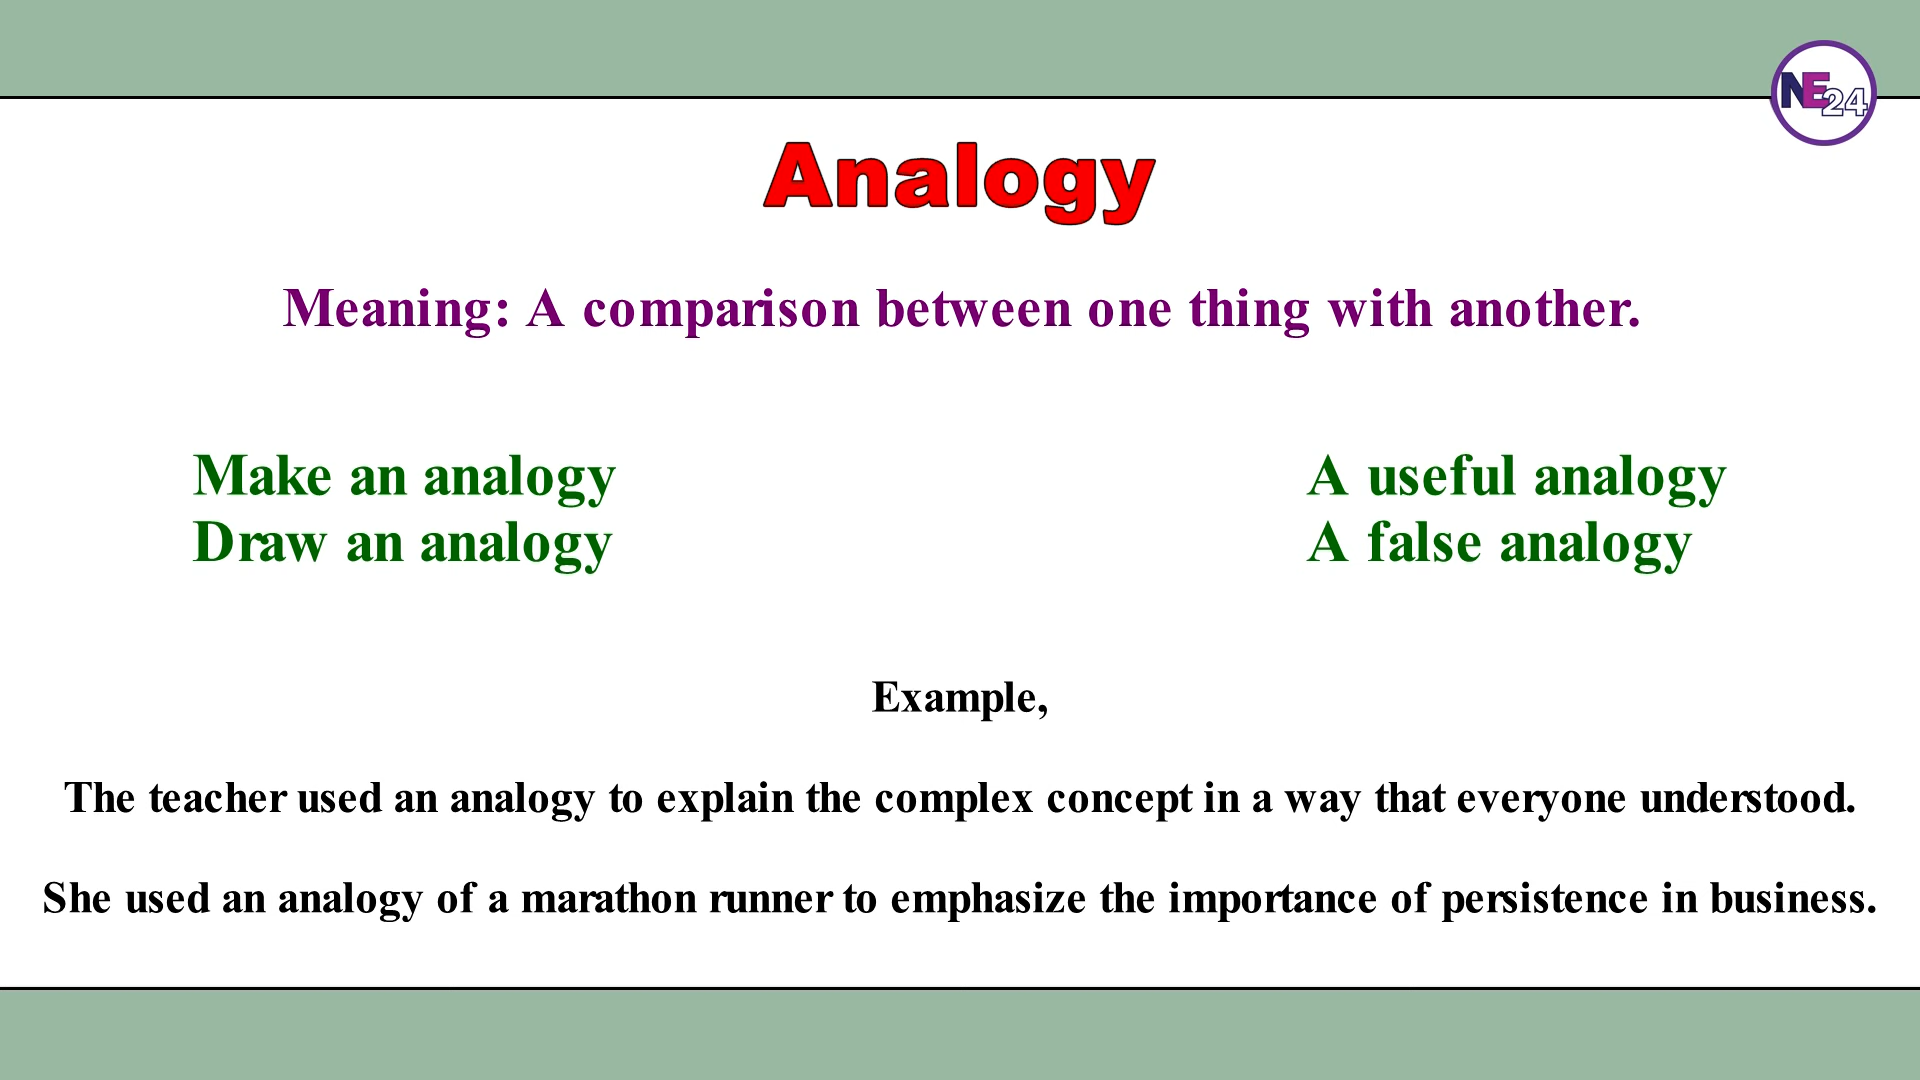 NE24
Analogy
Meaning: A comparison between one thing with another.
Make an analogy
Draw an analogy
A useful analogy
A false analogy
Example,
The teacher used an analogy to explain the complex concept in a way that everyone understood.
She used an analogy of a marathon runner to emphasize the importance of persistence in business.